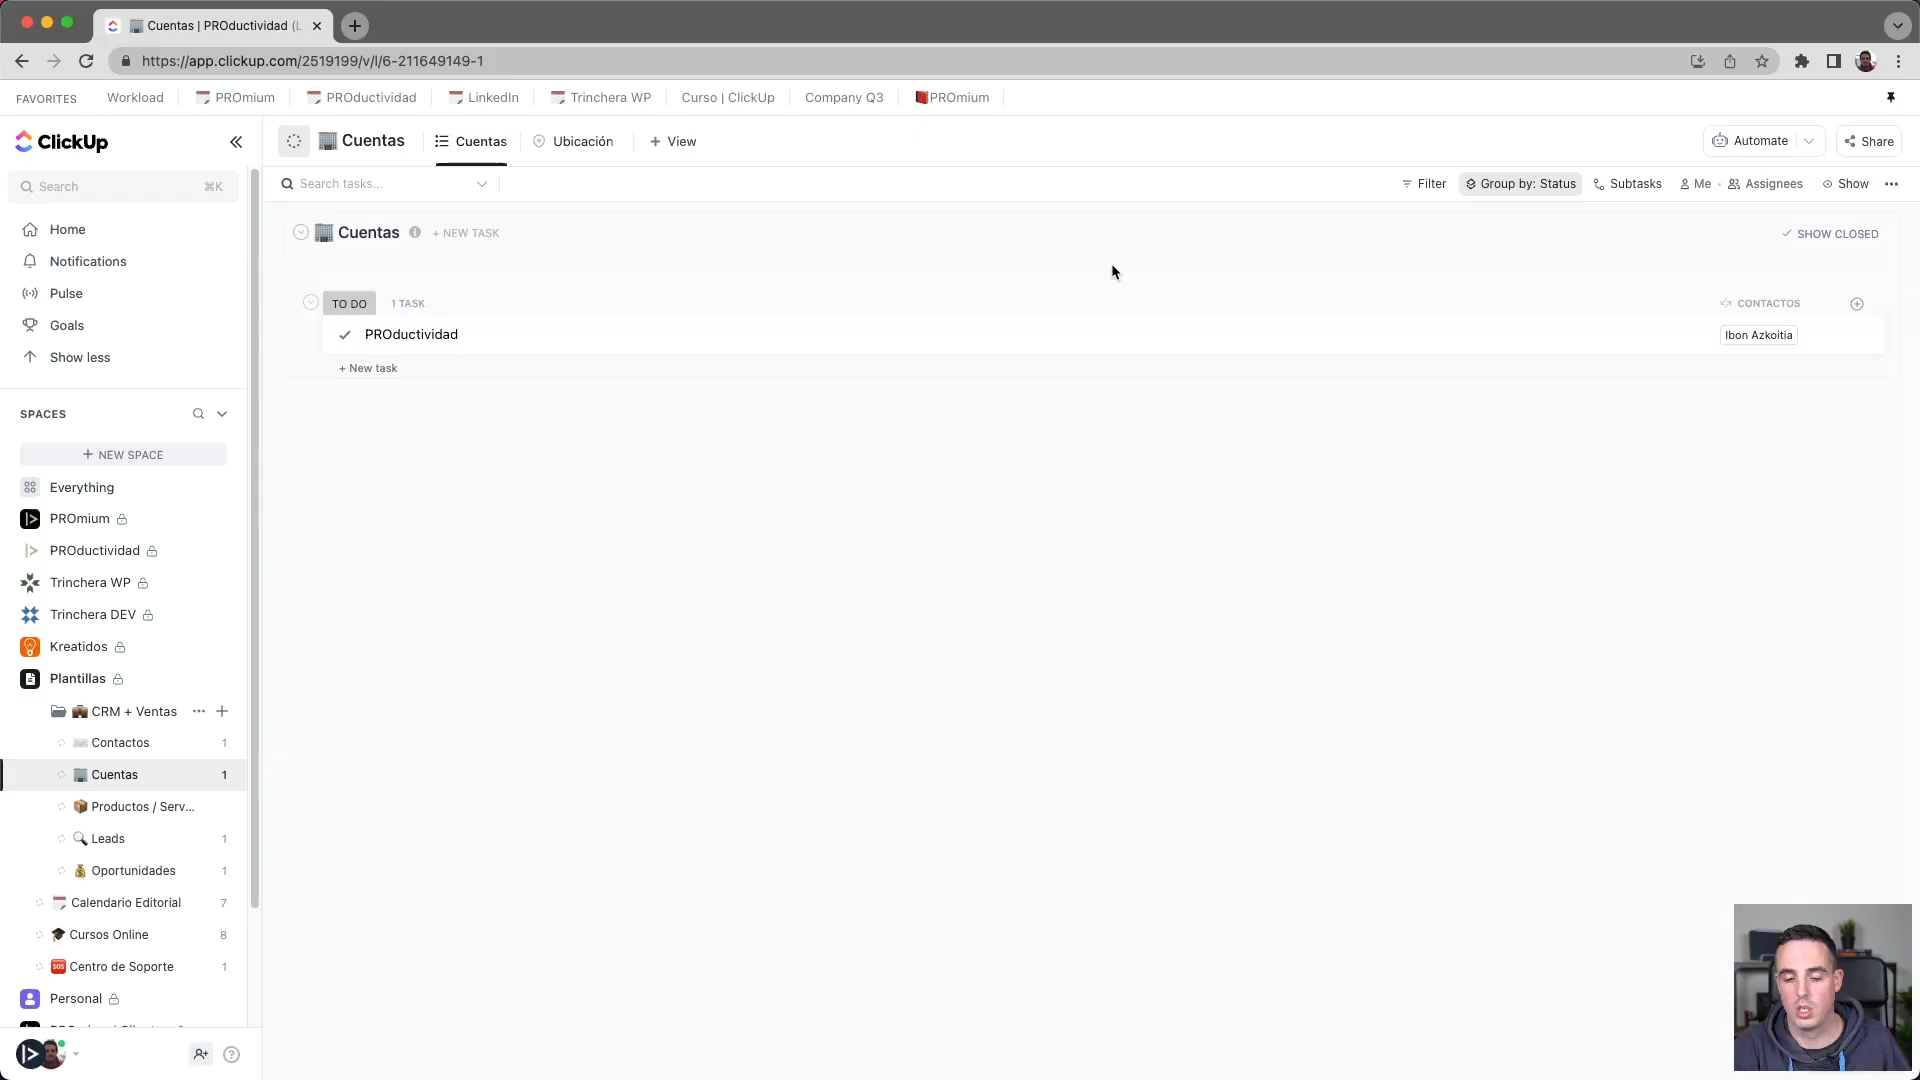 Cuentas | PROductividad (L
https://app.clickup.com/2519199/v/l/6-211649149-1
FAVORITES Workload PROmium PROductividad LinkedIn Trinchera WP Curso | ClickUp Company Q3 PROmium
ClickUp
Cuentas Cuentas Ubicación + View Automate Share
Search ⌘K
Search tasks... Filter Group by: Status Subtasks Me Assignees Show
Home
Notifications
Pulse
Goals
Show less
SPACES
+ NEW SPACE
Everything
PROmium
PROductividad
Trinchera WP
Trinchera DEV
Kreatidos
Plantillas
CRM + Ventas
Contactos 1
Cuentas 1
Productos / Serv...
Leads 1
Oportunidades 1
Calendario Editorial 7
Cursos Online 8
SOS Centro de Soporte 1
Personal
Cuentas + NEW TASK SHOW CLOSED
TO DO 1 TASK CONTACTOS
PROductividad Ibon Azkoitia
+ New task